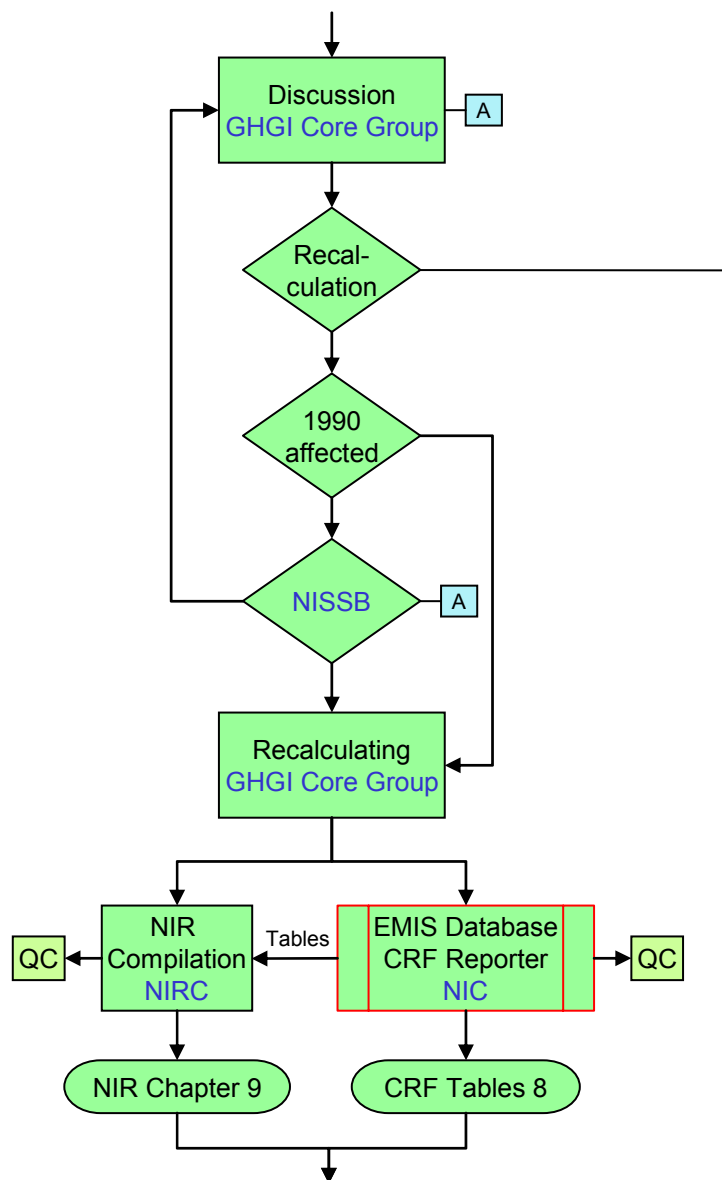 Discussion
GHGI Core Group
A
Recal-
culation
1990
affected
NISSB
A
Recalculating
GHGI Core Group
QC
NIR
Compilation
NIRC
Tables
EMIS Database
CRF Reporter
NIC
QC
NIR Chapter 9
CRF Tables 8